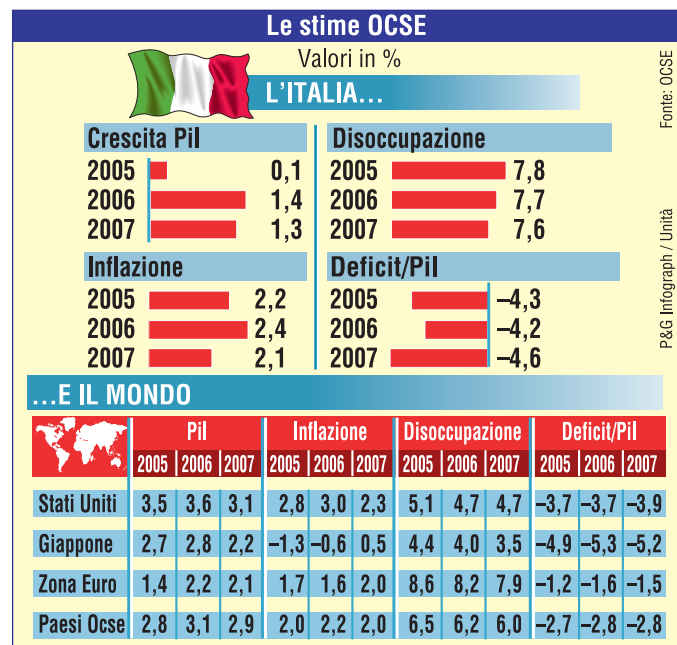 Le stime OCSE
Valori in %
L'ITALIA...
Crescita Pil
2005 0,1
2006 1,4
2007 1,3
Disoccupazione
2005 7,8
2006 7,7
2007 7,6
Inflazione
2005 2,2
2006 2,4
2007 2,1
Deficit/Pil
2005 –4,3
2006 –4,2
2007 –4,6
...E IL MONDO
Pil Inflazione Disoccupazione Deficit/Pil
2005 2006 2007 2005 2006 2007 2005 2006 2007 2005 2006 2007
Stati Uniti 3,5 3,6 3,1 2,8 3,0 2,3 5,1 4,7 4,7 –3,7 –3,7 –3,9
Giappone 2,7 2,8 2,2 –1,3 –0,6 0,5 4,4 4,0 3,5 –4,9 –5,3 –5,2
Zona Euro 1,4 2,2 2,1 1,7 1,6 2,0 8,6 8,2 7,9 –1,2 –1,6 –1,5
Paesi Ocse 2,8 3,1 2,9 2,0 2,2 2,0 6,5 6,2 6,0 –2,7 –2,8 –2,8
Fonte: OCSE
P&G Infograph / Unità